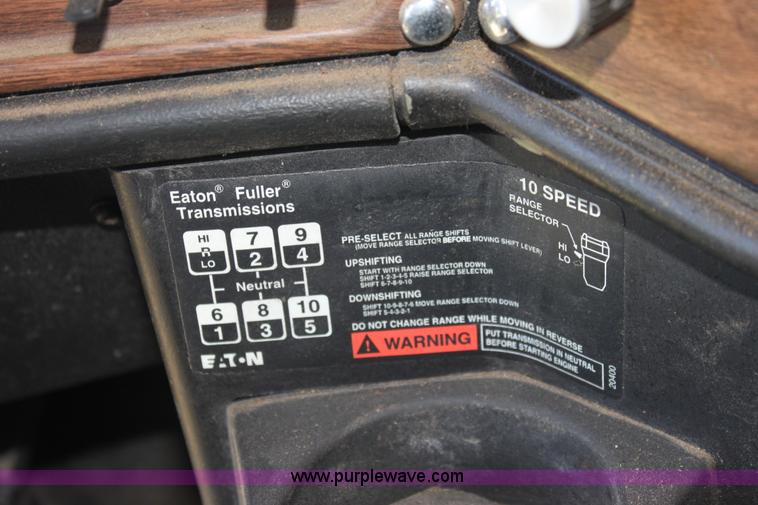 Eaton® Fuller®
Transmissions
10 SPEED
RANGE
SELECTOR
HI
LO
HI
R
LO
7
2
9
4
Neutral
6
1
8
3
10
5
EATON
PRE-SELECT ALL RANGE SHIFTS
(MOVE RANGE SELECTOR BEFORE MOVING SHIFT LEVER)
UPSHIFTING
START WITH RANGE SELECTOR DOWN
SHIFT 1-2-3-4-5 RAISE RANGE SELECTOR
SHIFT 6-7-8-9-10
DOWNSHIFTING
SHIFT 10-9-8-7-6 MOVE RANGE SELECTOR DOWN
SHIFT 5-4-3-2-1
DO NOT CHANGE RANGE WHILE MOVING IN REVERSE
WARNING
PUT TRANSMISSION IN NEUTRAL
BEFORE STARTING ENGINE
20400
www.purplewave.com